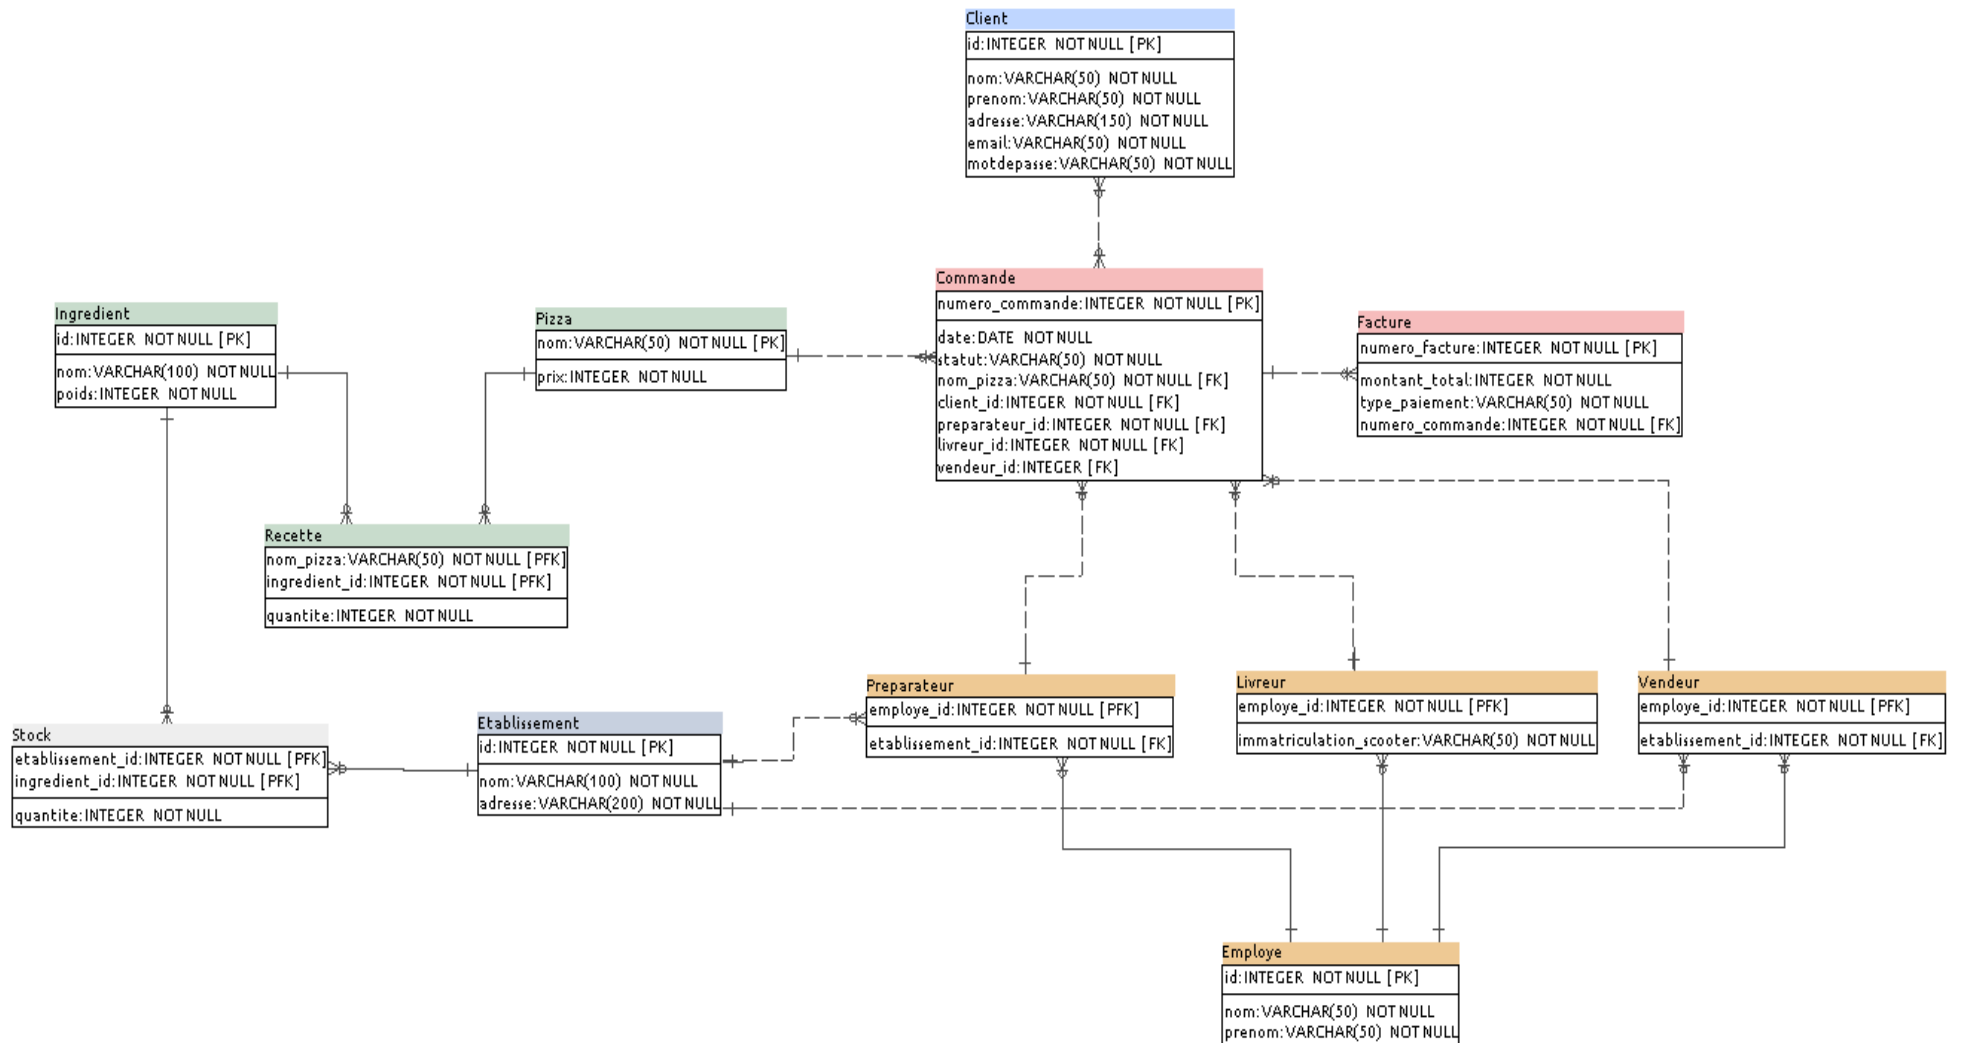 Client
id:INTEGER NOT NULL [PK]
nom:VARCHAR(50) NOT NULL
prenom:VARCHAR(50) NOT NULL
adresse:VARCHAR(150) NOT NULL
email:VARCHAR(50) NOT NULL
motdepasse:VARCHAR(50) NOT NULL
Commande
numero_commande:INTEGER NOT NULL [PK]
date:DATE NOT NULL
statut:VARCHAR(50) NOT NULL
nom_pizza:VARCHAR(50) NOT NULL [FK]
client_id:INTEGER NOT NULL [FK]
preparateur_id:INTEGER NOT NULL [FK]
livreur_id:INTEGER NOT NULL [FK]
vendeur_id:INTEGER [FK]
Ingredient
id:INTEGER NOT NULL [PK]
nom:VARCHAR(100) NOT NULL
poids:INTEGER NOT NULL
Pizza
nom:VARCHAR(50) NOT NULL [PK]
prix:INTEGER NOT NULL
Facture
numero_facture:INTEGER NOT NULL [PK]
montant_total:INTEGER NOT NULL
type_paiement:VARCHAR(50) NOT NULL
numero_commande:INTEGER NOT NULL [FK]
Recette
nom_pizza:VARCHAR(50) NOT NULL [PFK]
ingredient_id:INTEGER NOT NULL [PFK]
quantite:INTEGER NOT NULL
Stock
etablissement_id:INTEGER NOT NULL [PFK]
ingredient_id:INTEGER NOT NULL [PFK]
quantite:INTEGER NOT NULL
Etablissement
id:INTEGER NOT NULL [PK]
nom:VARCHAR(100) NOT NULL
adresse:VARCHAR(200) NOT NULL
Preparateur
employe_id:INTEGER NOT NULL [PFK]
etablissement_id:INTEGER NOT NULL [FK]
Livreur
employe_id:INTEGER NOT NULL [PFK]
immatriculation_scooter:VARCHAR(50) NOT NULL
Vendeur
employe_id:INTEGER NOT NULL [PFK]
etablissement_id:INTEGER NOT NULL [FK]
Employe
id:INTEGER NOT NULL [PK]
nom:VARCHAR(50) NOT NULL
prenom:VARCHAR(50) NOT NULL